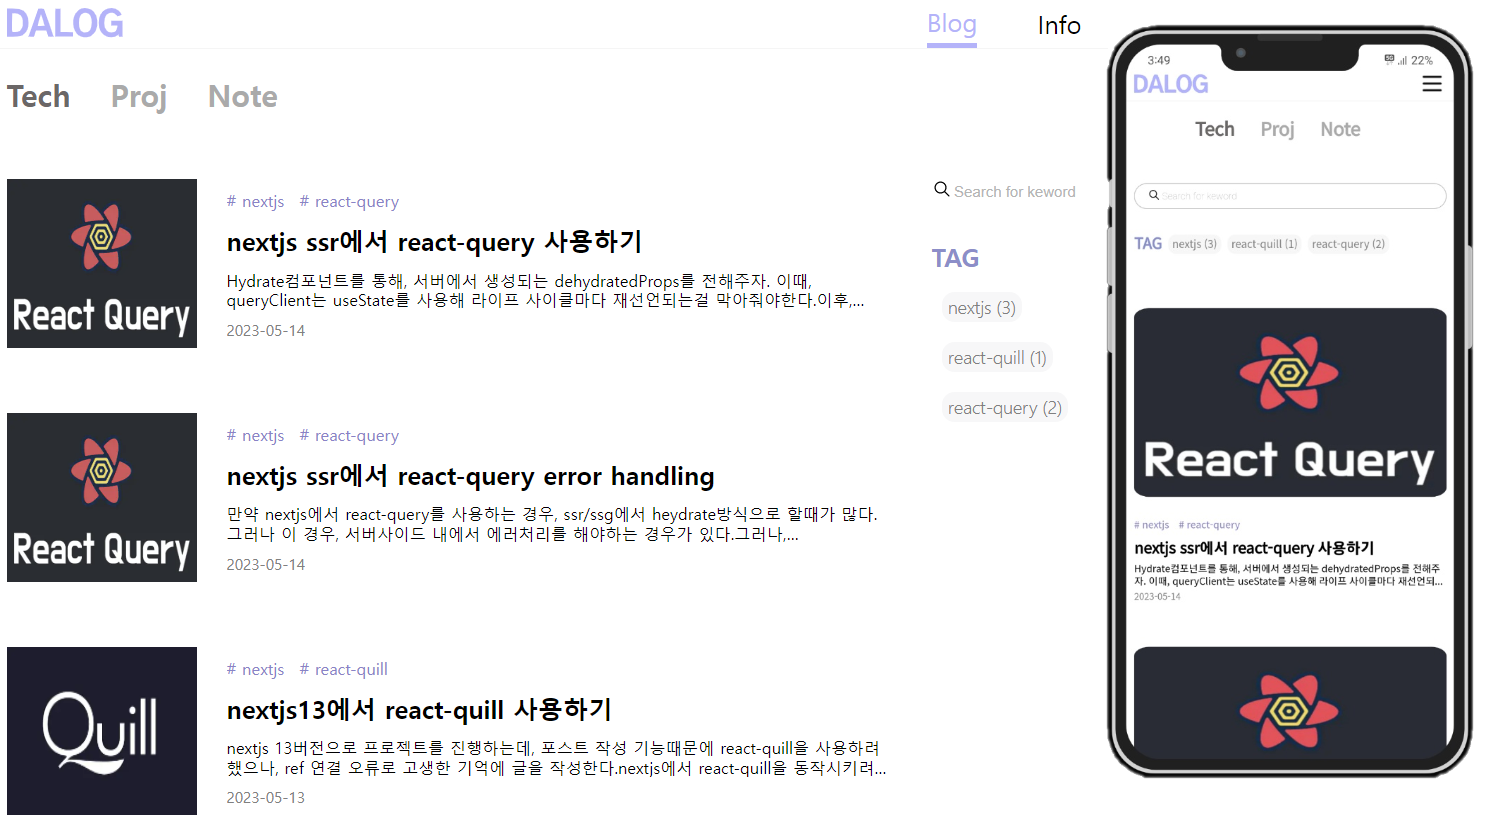 DALOG
Blog
Info
Tech
Proj
Note
React Query
# nextjs # react-query
nextjs ssr에서 react-query 사용하기
Hydrate컴포넌트를 통해, 서버에서 생성되는 dehydratedProps를 전해주자. 이때,
queryClient는 useState를 사용해 라이프 사이클마다 재선언되는걸 막아줘야한다.이후,...
2023-05-14
React Query
# nextjs # react-query
nextjs ssr에서 react-query error handling
만약 nextjs에서 react-query를 사용하는 경우, ssr/ssg에서 heydrate방식으로 할때가 많다.
그러나 이 경우, 서버사이드 내에서 에러처리를 해야하는 경우가 있다.그러나,...
2023-05-14
Quill
# nextjs # react-quill
nextjs13에서 react-quill 사용하기
nextjs 13버전으로 프로젝트를 진행하는데, 포스트 작성 기능때문에 react-quill을 사용하려
했으나, ref 연결 오류로 고생한 기억에 글을 작성한다.nextjs에서 react-quill을 동작시키려...
2023-05-13
Search for keword
TAG
nextjs (3)
react-quill (1)
react-query (2)
3:49
5G 22%
DALOG
Tech Proj Note
Search for keword
TAG nextjs (3) react-quill (1) react-query (2)
React Query
# nextjs # react-query
nextjs ssr에서 react-query 사용하기
Hydrate컴포넌트를 통해, 서버에서 생성되는 dehydratedProps를 전해주
자. 이때, queryClient는 useState를 사용해 라이프 사이클마다 재선언되...
2023-05-14